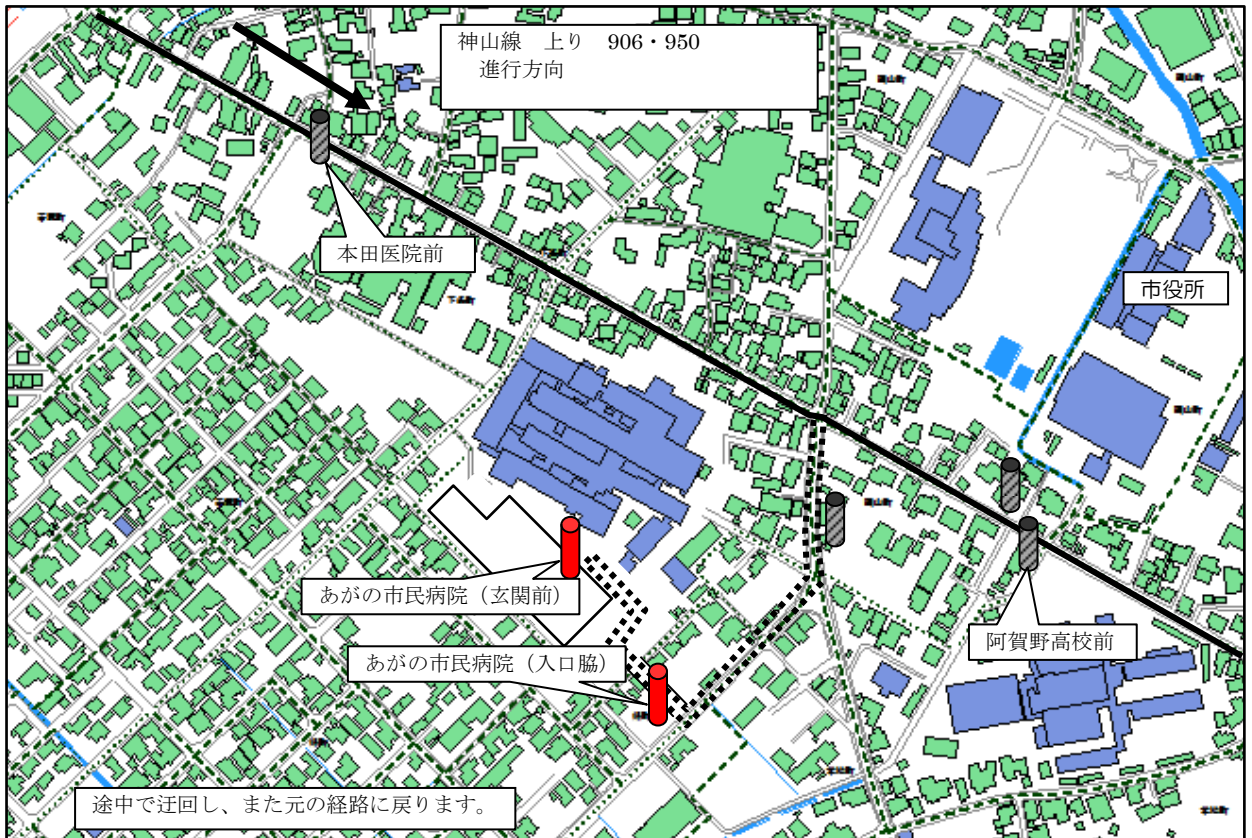 神山線　上り　906・950
進行方向
本田医院前
市役所
あがの市民病院（玄関前）
阿賀野高校前
あがの市民病院（入口脇）
途中で迂回し、また元の経路に戻ります。